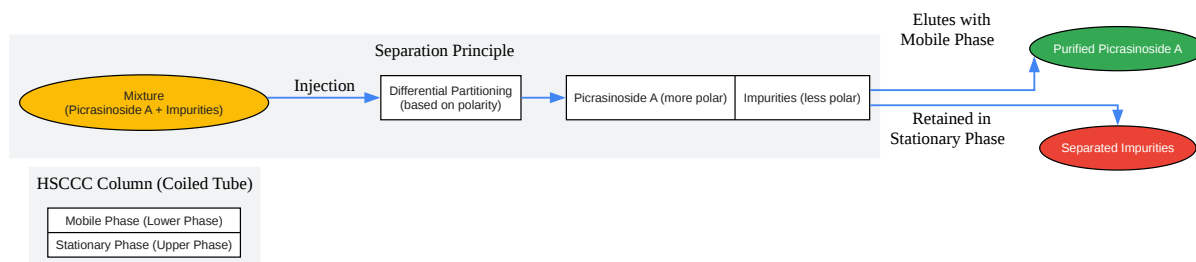 Separation Principle
Mixture
(Picrasinoside A + Impurities)
Injection
Differential Partitioning
(based on polarity)
Picrasinoside A (more polar)
Impurities (less polar)
Elutes with
Mobile Phase
Purified Picrasinoside A
Retained in
Stationary Phase
Separated Impurities
HSCCC Column (Coiled Tube)
Mobile Phase (Lower Phase)
Stationary Phase (Upper Phase)